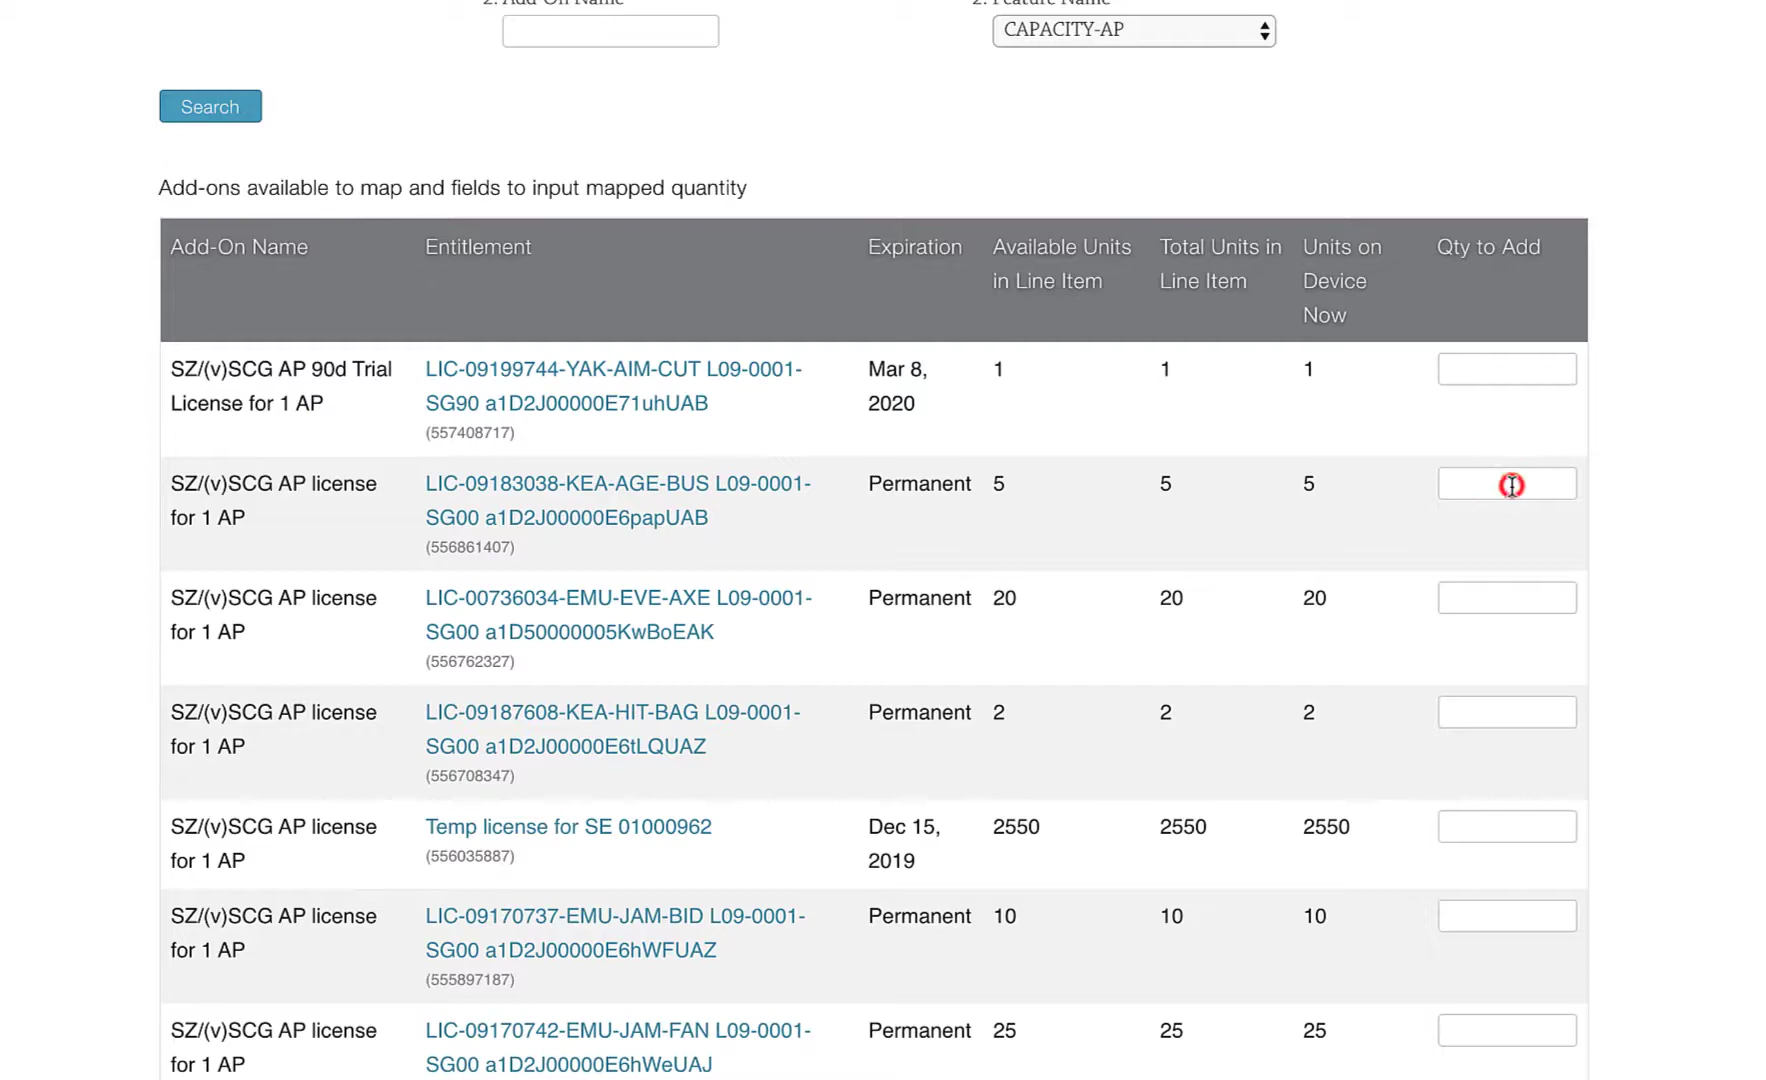 2. Add-On Name
2. Feature Name
CAPACITY-AP
Search
Add-ons available to map and fields to input mapped quantity
Add-On Name Entitlement Expiration Available Units in Line Item Total Units in Line Item Units on Device Now Qty to Add
SZ/(v)SCG AP 90d Trial License for 1 AP
LIC-09199744-YAK-AIM-CUT L09-0001-
SG90 a1D2J00000E71uhUAB
(557408717)
Mar 8, 2020
1 1 1
SZ/(v)SCG AP license for 1 AP
LIC-09183038-KEA-AGE-BUS L09-0001-
SG00 a1D2J00000E6papUAB
(556861407)
Permanent 5 5 5
SZ/(v)SCG AP license for 1 AP
LIC-00736034-EMU-EVE-AXE L09-0001-
SG00 a1D50000005KwBoEAK
(556762327)
Permanent 20 20 20
SZ/(v)SCG AP license for 1 AP
LIC-09187608-KEA-HIT-BAG L09-0001-
SG00 a1D2J00000E6tLQUAZ
(556708347)
Permanent 2 2 2
SZ/(v)SCG AP license for 1 AP
Temp license for SE 01000962
(556035887)
Dec 15, 2019
2550 2550 2550
SZ/(v)SCG AP license for 1 AP
LIC-09170737-EMU-JAM-BID L09-0001-
SG00 a1D2J00000E6hWFUAZ
(555897187)
Permanent 10 10 10
SZ/(v)SCG AP license for 1 AP
LIC-09170742-EMU-JAM-FAN L09-0001-
SG00 a1D2J00000E6hWeUAJ
Permanent 25 25 25